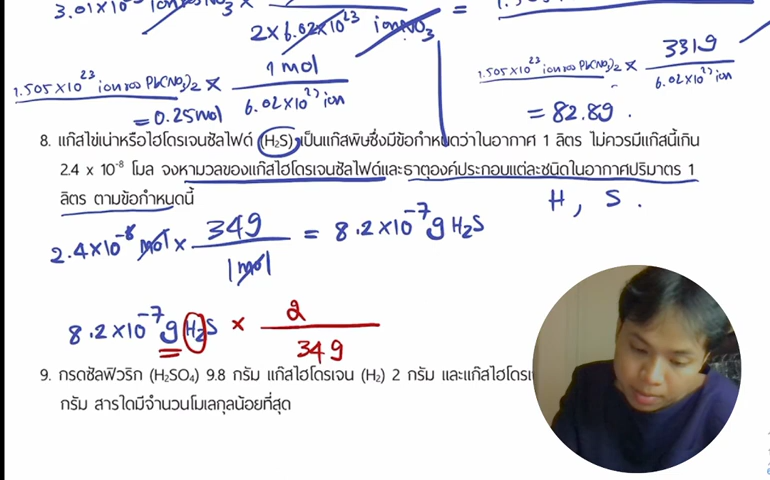 3.01×10
2×6.02×10²³ ion NO₃ =
1.505×10²³ ion ของ Pb(NO₃)₂ × 1 mol
6.02×10²³ ion
= 0.25 mol
1.505×10²³ ion ของ Pb(NO₃)₂ × 331g
6.02×10²³ ion
= 82.8g.
8. แก๊สไข่เน่าหรือไฮโดรเจนซัลไฟด์ (H₂S) เป็นแก๊สพิษซึ่งมีข้อกำหนดว่าในอากาศ 1 ลิตร ไม่ควรมีแก๊สนี้เกิน
2.4 x 10⁻⁸ โมล จงหามวลของแก๊สไฮโดรเจนซัลไฟด์และธาตุองค์ประกอบแต่ละชนิดในอากาศปริมาตร 1
ลิตร ตามข้อกำหนดนี้
H, S.
2.4×10⁻⁸ mol × 34g = 8.2×10⁻⁷ g H₂S
1 mol
8.2×10⁻⁷ g H₂S × 2
34g
9. กรดซัลฟิวริก (H₂SO₄) 9.8 กรัม แก๊สไฮโดรเจน (H₂) 2 กรัม และแก๊สไฮโดรเ
กรัม สารใดมีจำนวนโมเลกุลน้อยที่สุด